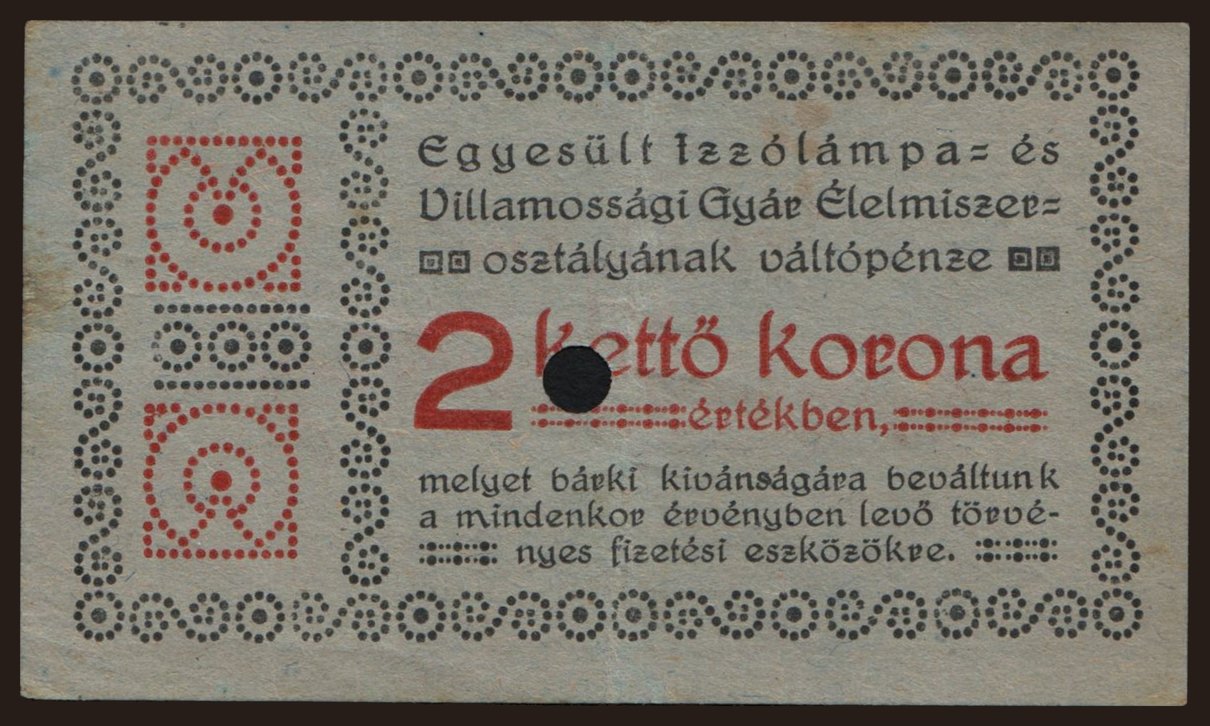 Egyesült Izzólámpa= és
Villamossági Gyár Élelmiszer=
osztályának váltópénze
2 kettő korona
értékben,
melyet bárki kivánságára beváltunk
a mindenkor érvényben levő törvé-
nyes fizetési eszközökre.